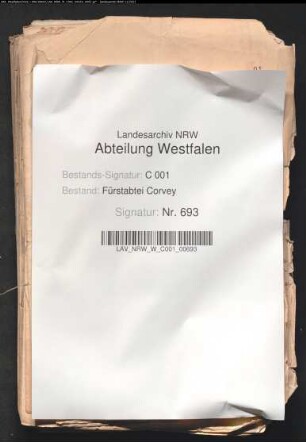 Landesarchiv NRW
Abteilung Westfalen
Bestands-Signatur: C 001
Bestand: Fürstabtei Corvey
Signatur: Nr. 693
LAV_NRW_W_C001_00693